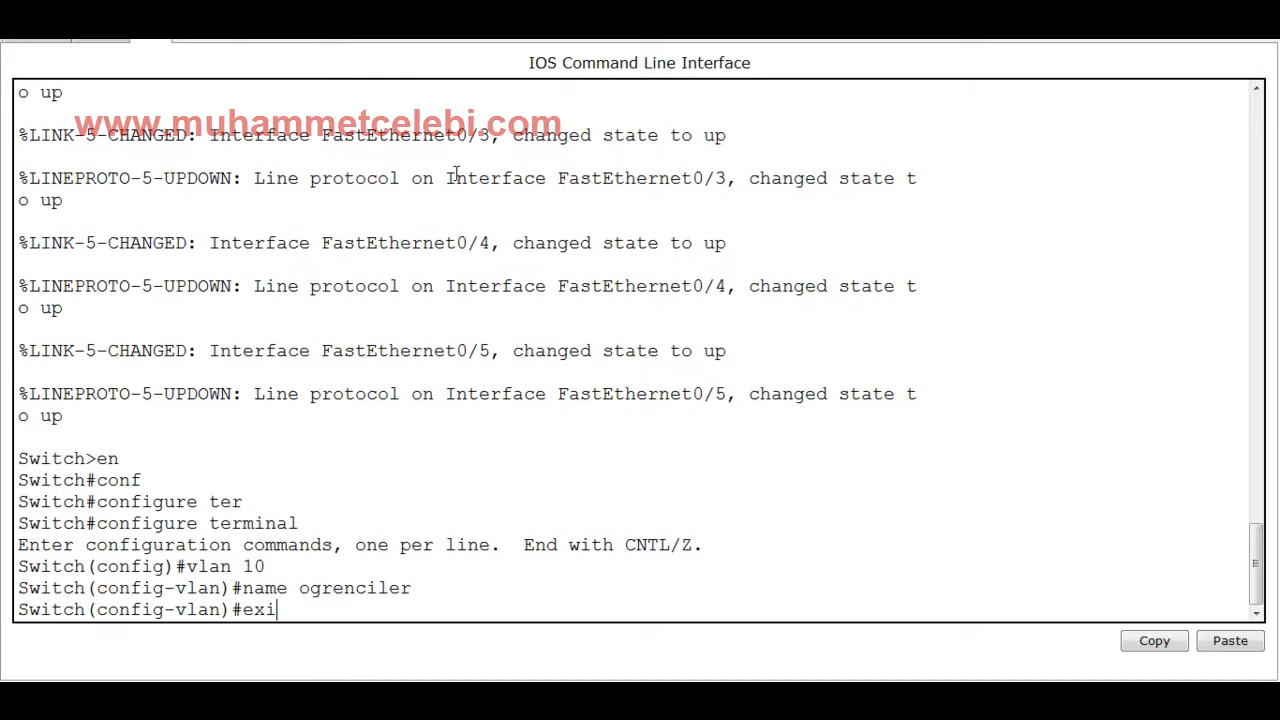 IOS Command Line Interface
o up
www.muhammetcelebi.com
%LINK-5-CHANGED: Interface FastEthernet0/3, changed state to up
%LINEPROTO-5-UPDOWN: Line protocol on Interface FastEthernet0/3, changed state t
o up
%LINK-5-CHANGED: Interface FastEthernet0/4, changed state to up
%LINEPROTO-5-UPDOWN: Line protocol on Interface FastEthernet0/4, changed state t
o up
%LINK-5-CHANGED: Interface FastEthernet0/5, changed state to up
%LINEPROTO-5-UPDOWN: Line protocol on Interface FastEthernet0/5, changed state t
o up
Switch>en
Switch#conf
Switch#configure ter
Switch#configure terminal
Enter configuration commands, one per line.  End with CNTL/Z.
Switch(config)#vlan 10
Switch(config-vlan)#name ogrenciler
Switch(config-vlan)#exi
Copy
Paste